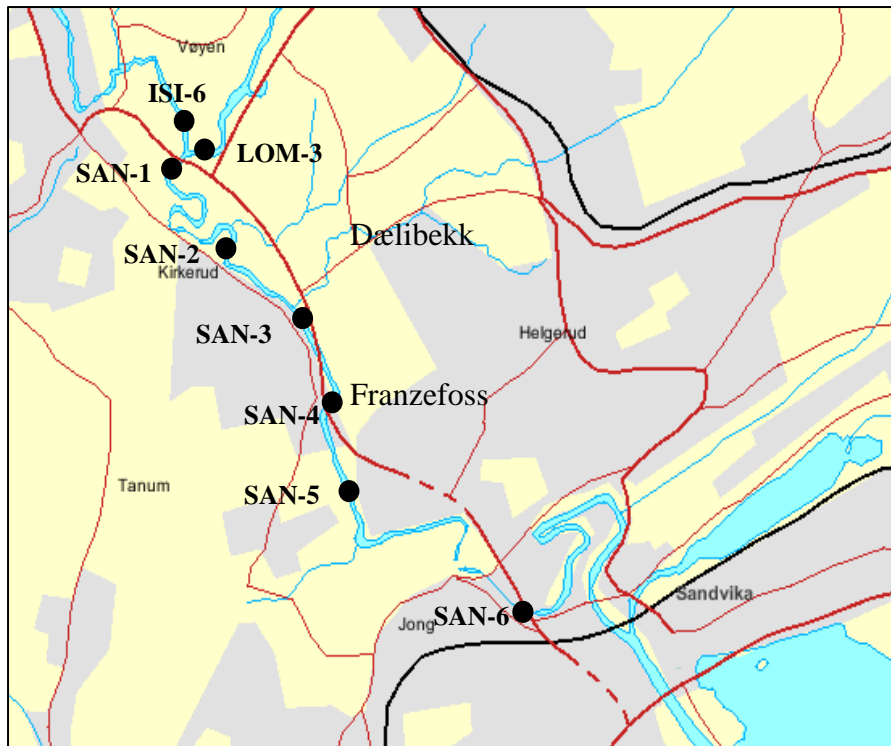 Vøyen
ISI-6
LOM-3
SAN-1
Dælibekk
SAN-2
Kirkerud
SAN-3
Helgerud
Franzefoss
SAN-4
Tanum
SAN-5
Sandvika
SAN-6
Jong